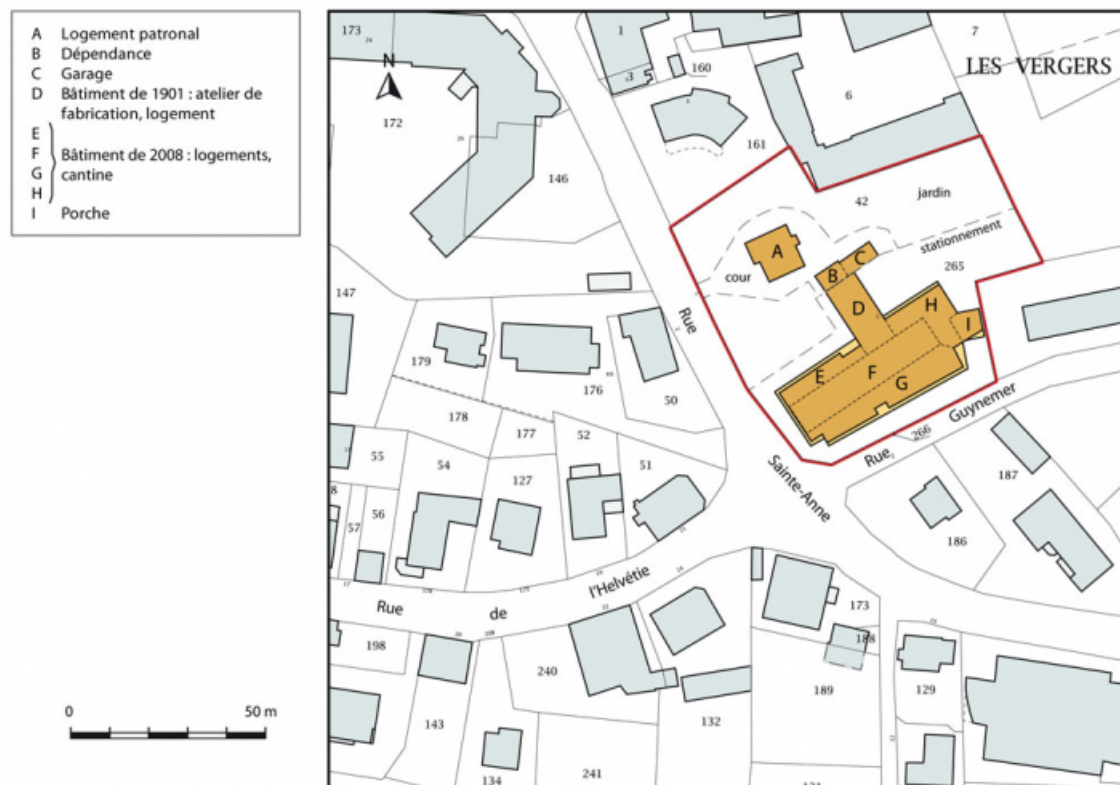 A Logement patronal
B Dépendance
C Garage
D Bâtiment de 1901 : atelier de
fabrication, logement
E
F Bâtiment de 2008 : logements,
G cantine
H
I Porche
0 50 m
N
173
172
146
1
3
160
161
6
7
LES VERGERS
42
jardin
stationnement
265
cour
A
B
C
D
E
F
G
H
I
Rue
Sainte-Anne
Rue Guynemer
266
147
179
178
176
50
177
52
51
55
54
127
56
57
8
187
186
Rue de l'Helvétie
198
240
143
134
241
132
173
188
189
129